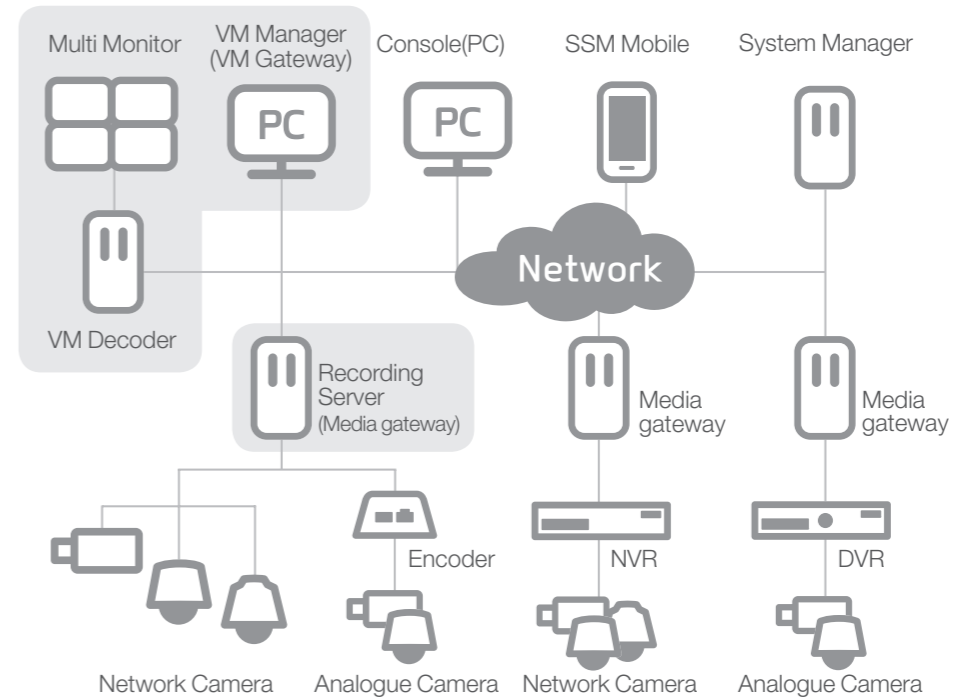 Multi Monitor
VM Manager
(VM Gateway)
Console(PC)
SSM Mobile
System Manager
PC
PC
Network
VM Decoder
Recording
Server
(Media gateway)
Media
gateway
Media
gateway
Encoder
NVR
DVR
Network Camera
Analogue Camera
Network Camera
Analogue Camera